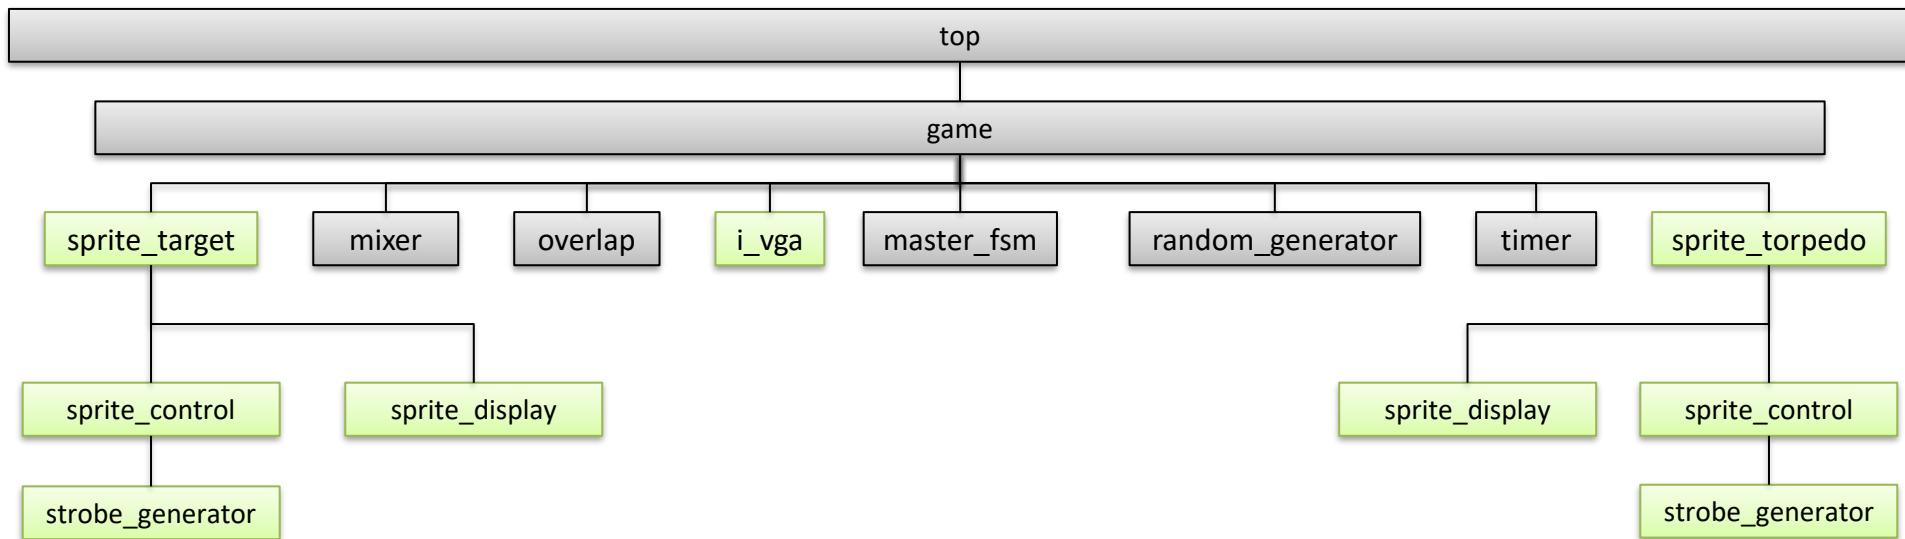 top
game
sprite_target
mixer
overlap
i_vga
master_fsm
random_generator
timer
sprite_torpedo
sprite_control
sprite_display
sprite_display
sprite_control
strobe_generator
strobe_generator